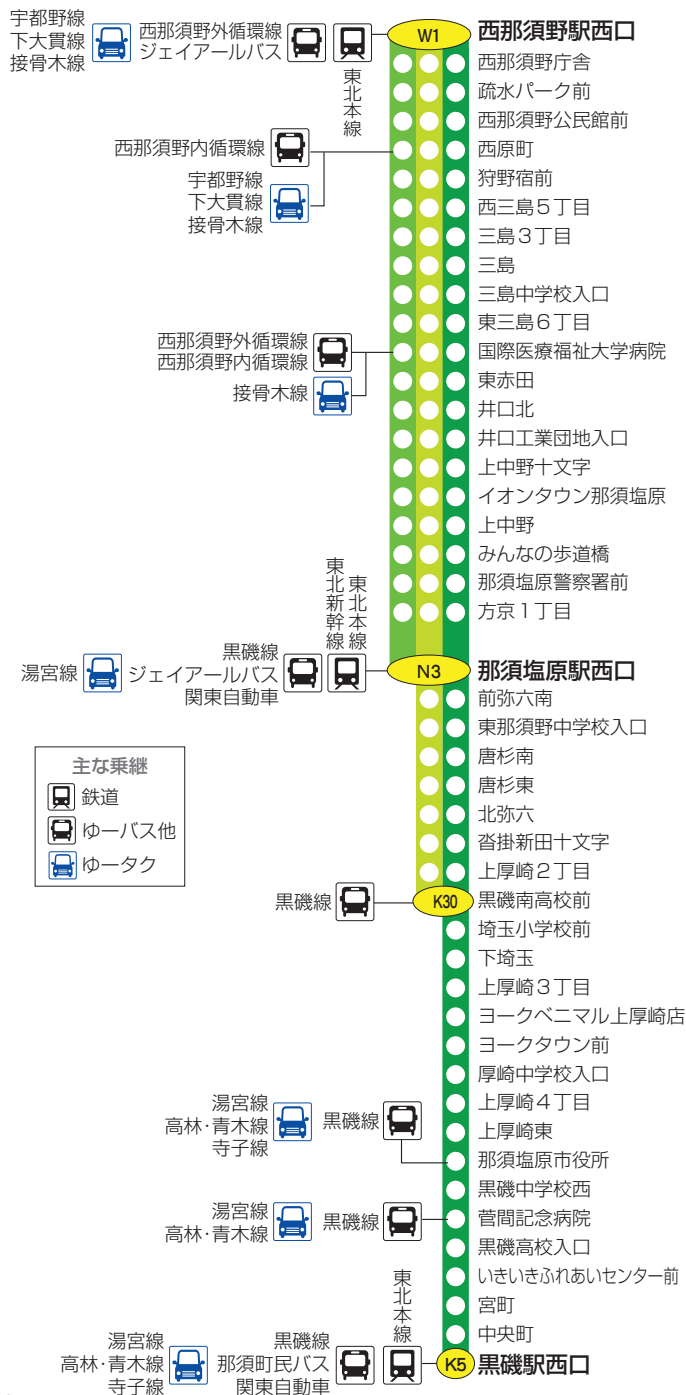 宇都野線
下大貫線
接骨木線
西那須野外循環線
ジェイアールバス
東北本線
W1
西那須野駅西口
西那須野庁舎
疏水パーク前
西那須野公民館前
西那須野内循環線
西原町
宇都野線
下大貫線
接骨木線
狩野宿前
西三島5丁目
三島3丁目
三島
三島中学校入口
東三島6丁目
西那須野外循環線
西那須野内循環線
国際医療福祉大学病院
接骨木線
東赤田
井口北
井口工業団地入口
上中野十文字
イオンタウン那須塩原
上中野
みんなの歩道橋
那須塩原警察署前
方京1丁目
東北新幹線
東北本線
湯宮線
黒磯線
ジェイアールバス
関東自動車
N3
那須塩原駅西口
前弥六南
東那須野中学校入口
唐杉南
唐杉東
北弥六
沓掛新田十文字
上厚崎2丁目
主な乗継
鉄道
ゆーバス他
ゆータク
黒磯線
K30
黒磯南高校前
埼玉小学校前
下埼玉
上厚崎3丁目
ヨークベニマル上厚崎店
ヨークタウン前
厚崎中学校入口
上厚崎4丁目
上厚崎東
湯宮線
高林・青木線
寺子線
黒磯線
那須塩原市役所
黒磯中学校西
湯宮線
高林・青木線
黒磯線
菅間記念病院
黒磯高校入口
いきいきふれあいセンター前
宮町
中央町
東北本線
湯宮線
高林・青木線
寺子線
黒磯線
那須町民バス
関東自動車
K5
黒磯駅西口